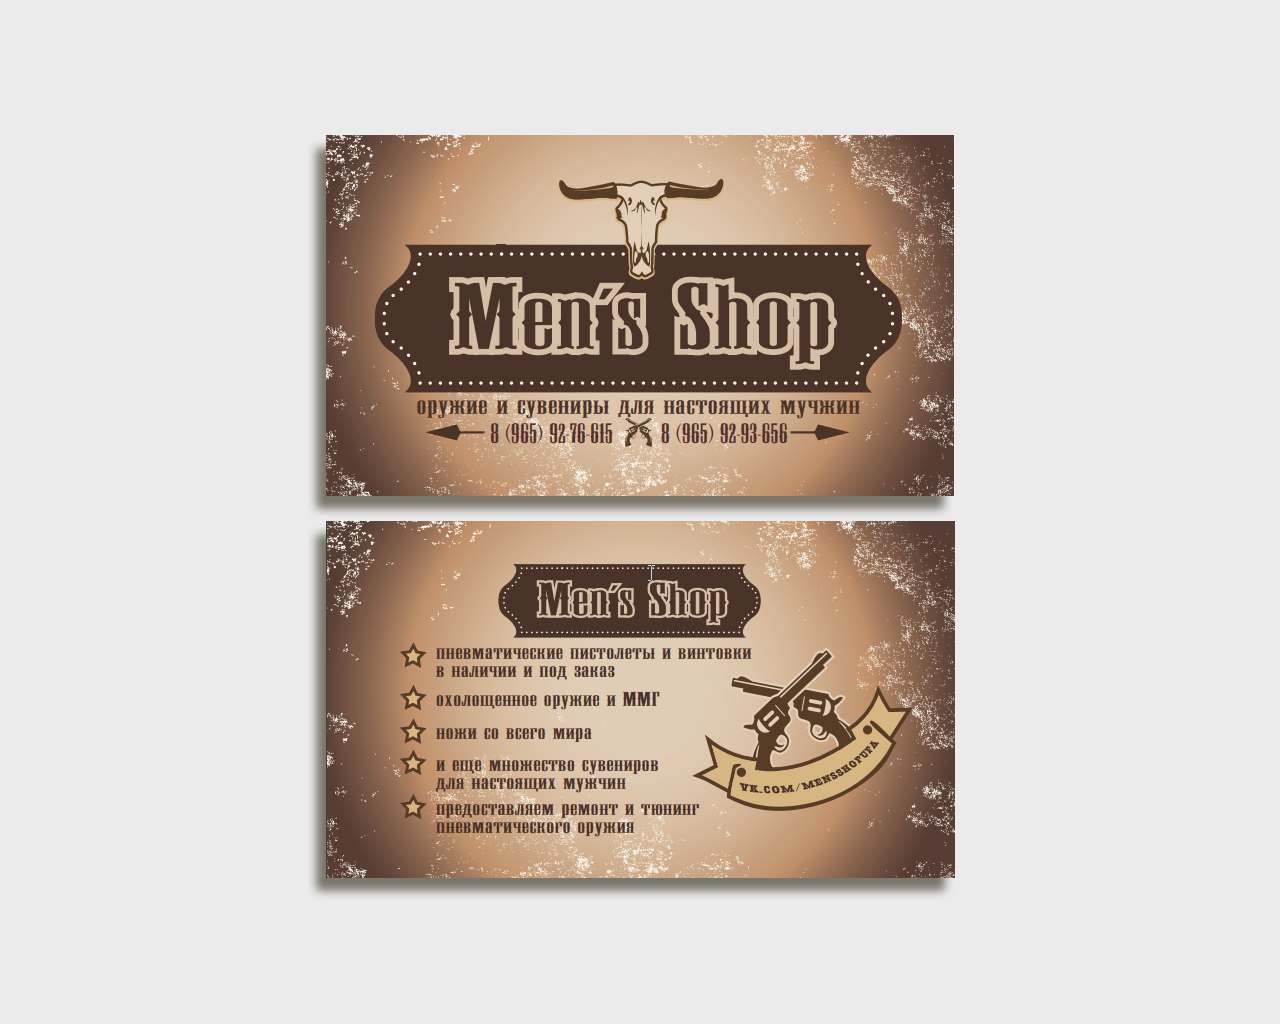 Men's Shop
оружие и сувениры для настоящих мучжин
8 (965) 92-76-615 8 (965) 92-93-656
Men's Shop
пневматические пистолеты и винтовки
в наличии и под заказ
охолощенное оружие и ММГ
ножи со всего мира
и еще множество сувениров
для настоящих мужчин
предоставляем ремонт и тюнинг
пневматического оружия
VK.COM/MENSSHOPUFA